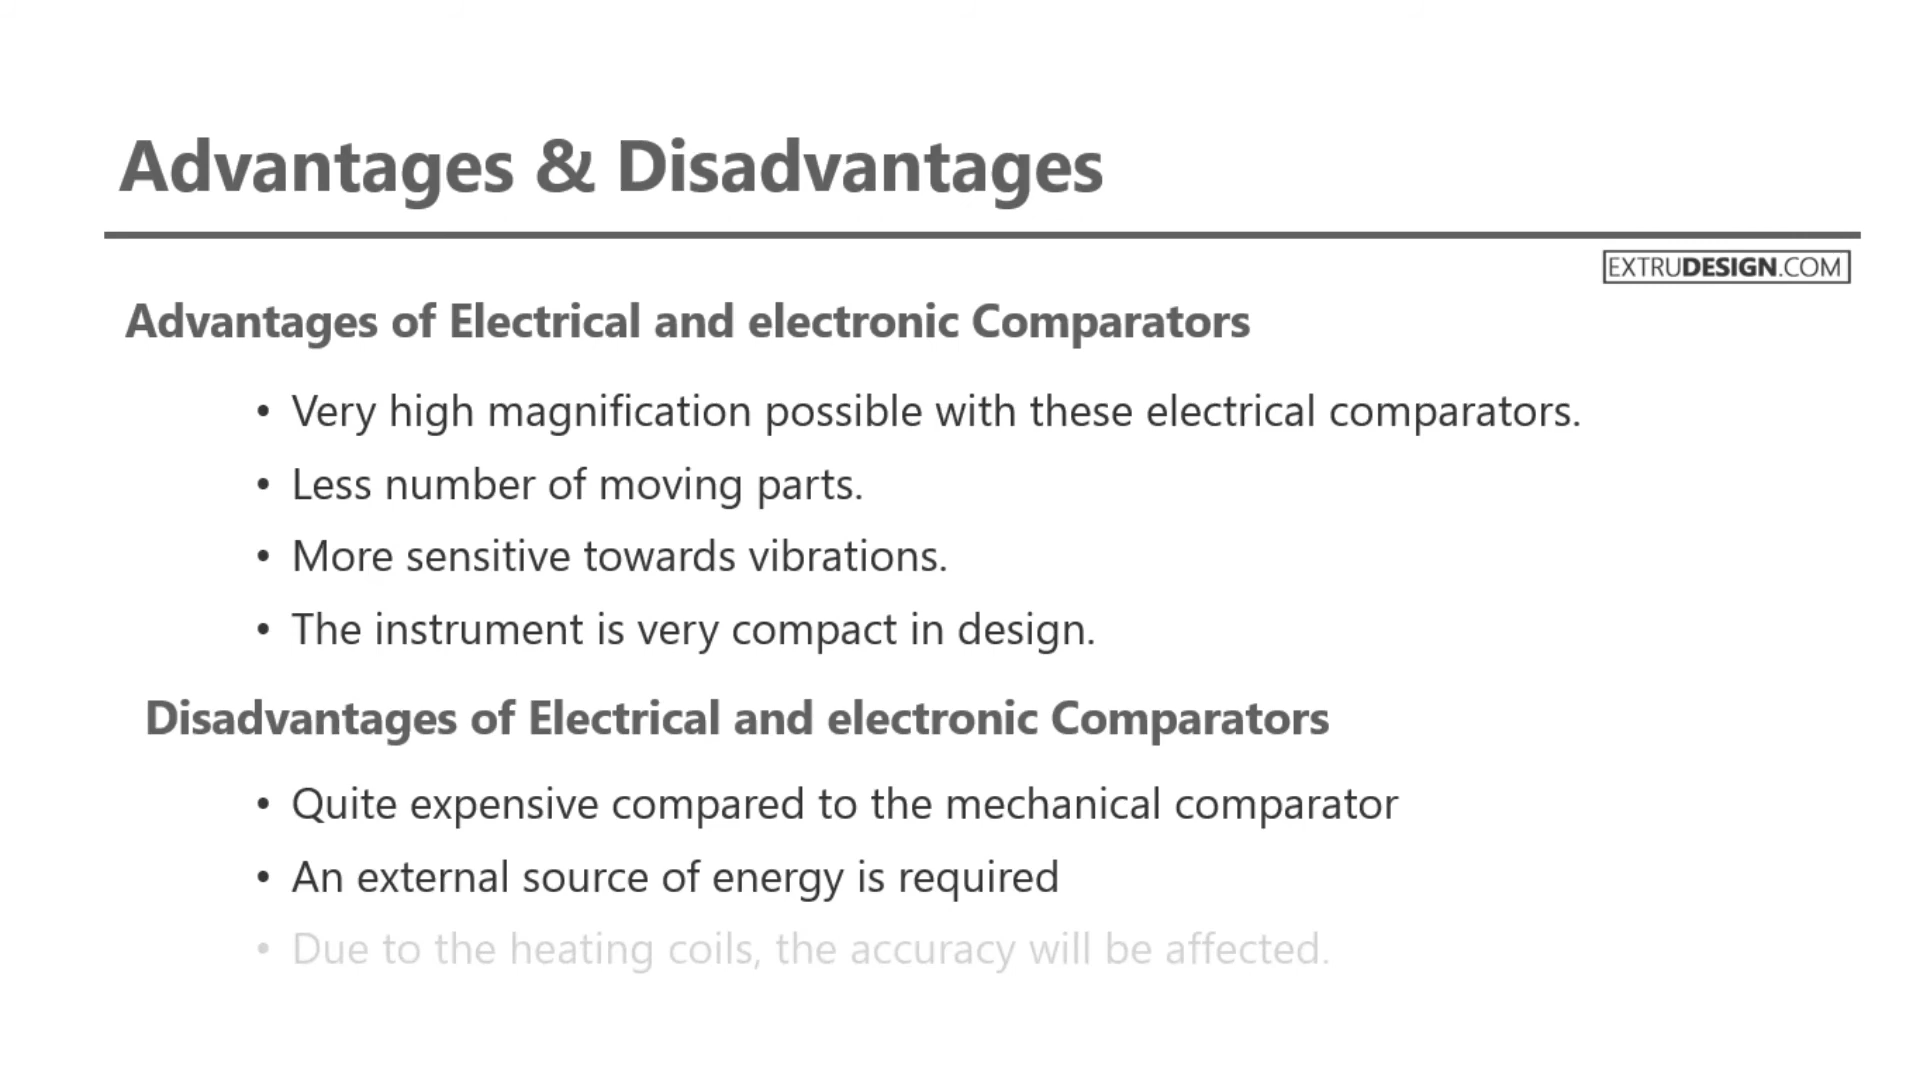 Advantages & Disadvantages
EXTRUDESIGN.COM
Advantages of Electrical and electronic Comparators
• Very high magnification possible with these electrical comparators.
• Less number of moving parts.
• More sensitive towards vibrations.
• The instrument is very compact in design.
Disadvantages of Electrical and electronic Comparators
• Quite expensive compared to the mechanical comparator
• An external source of energy is required
• Due to the heating coils, the accuracy will be affected.